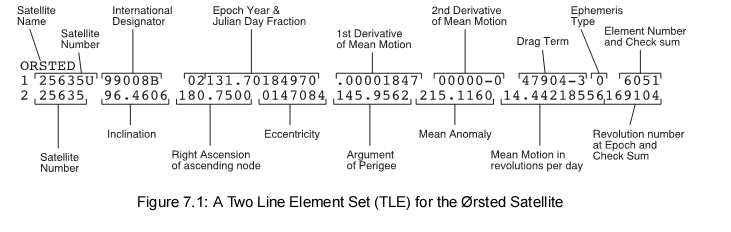 Satellite Name
Satellite Number
International Designator
Epoch Year & Julian Day Fraction
1st Derivative of Mean Motion
2nd Derivative of Mean Motion
Drag Term
Ephemeris Type
Element Number and Check sum
ORSTED
1 25635U 99008B 02131.70184970 .00001847 00000-0 47904-3 0 6051
2 25635 96.4606 180.7500 0147084 145.9562 215.1160 14.44218556169104
Satellite Number
Inclination
Right Ascension of ascending node
Eccentricity
Argument of Perigee
Mean Anomaly
Mean Motion in revolutions per day
Revolution number at Epoch and Check Sum
Figure 7.1: A Two Line Element Set (TLE) for the Ørsted Satellite